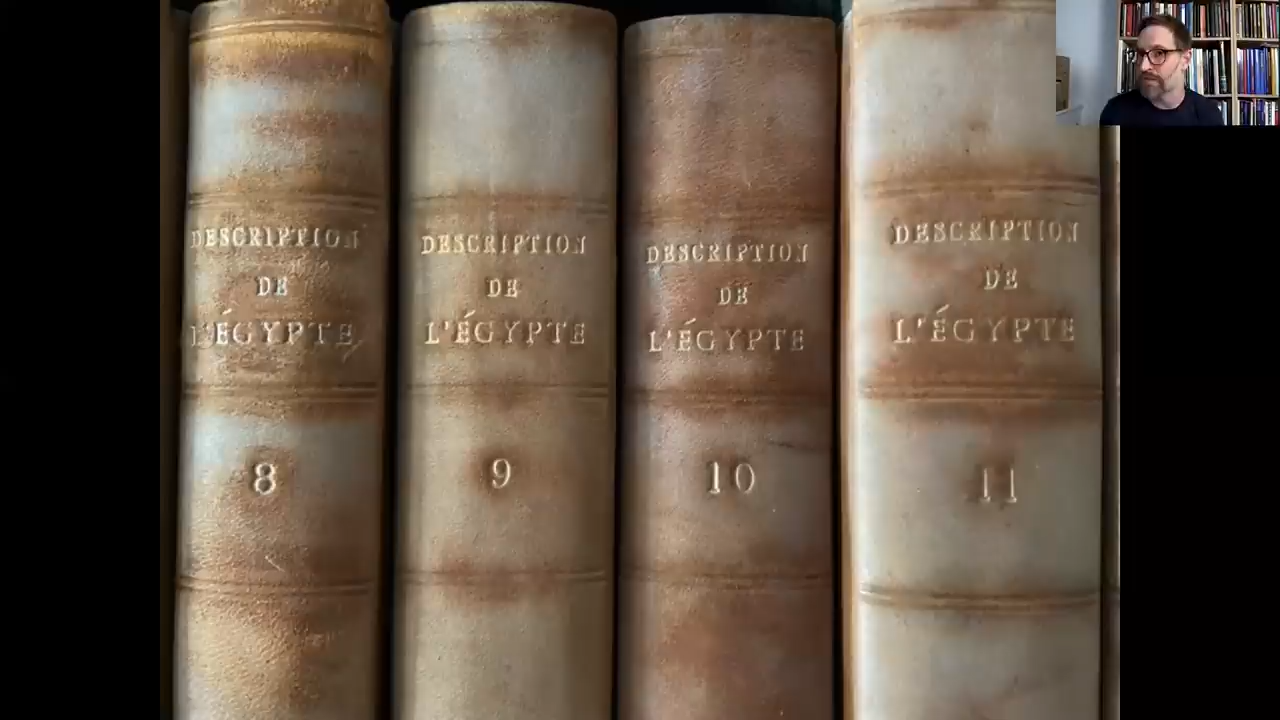 DESCRIPTION
DE
L'ÉGYPTE
8
DESCRIPTION
DE
L'ÉGYPTE
9
DESCRIPTION
DE
L'ÉGYPTE
10
DESCRIPTION
DE
L'ÉGYPTE
11